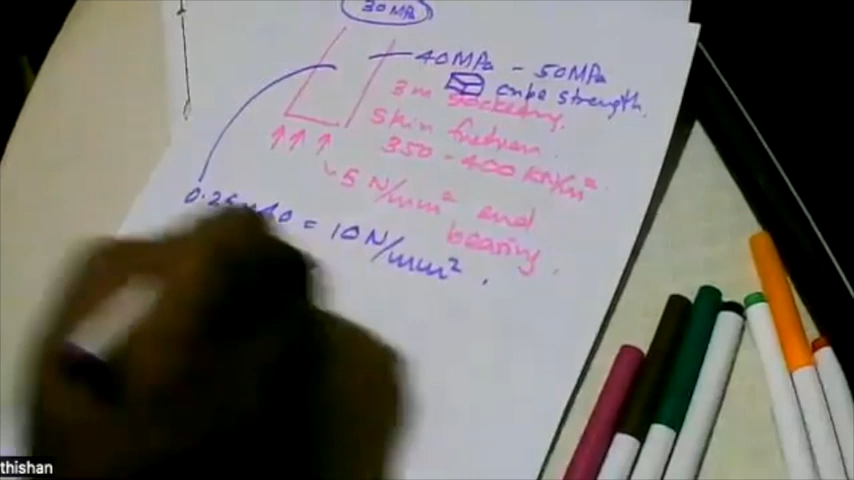 30MPa
40MPa - 50MPa
cube strength.
3m Socketing.
Skin friction.
350 - 400 KN/m²
5 N/mm² end
bearing.
= 10N/mm².
thishan